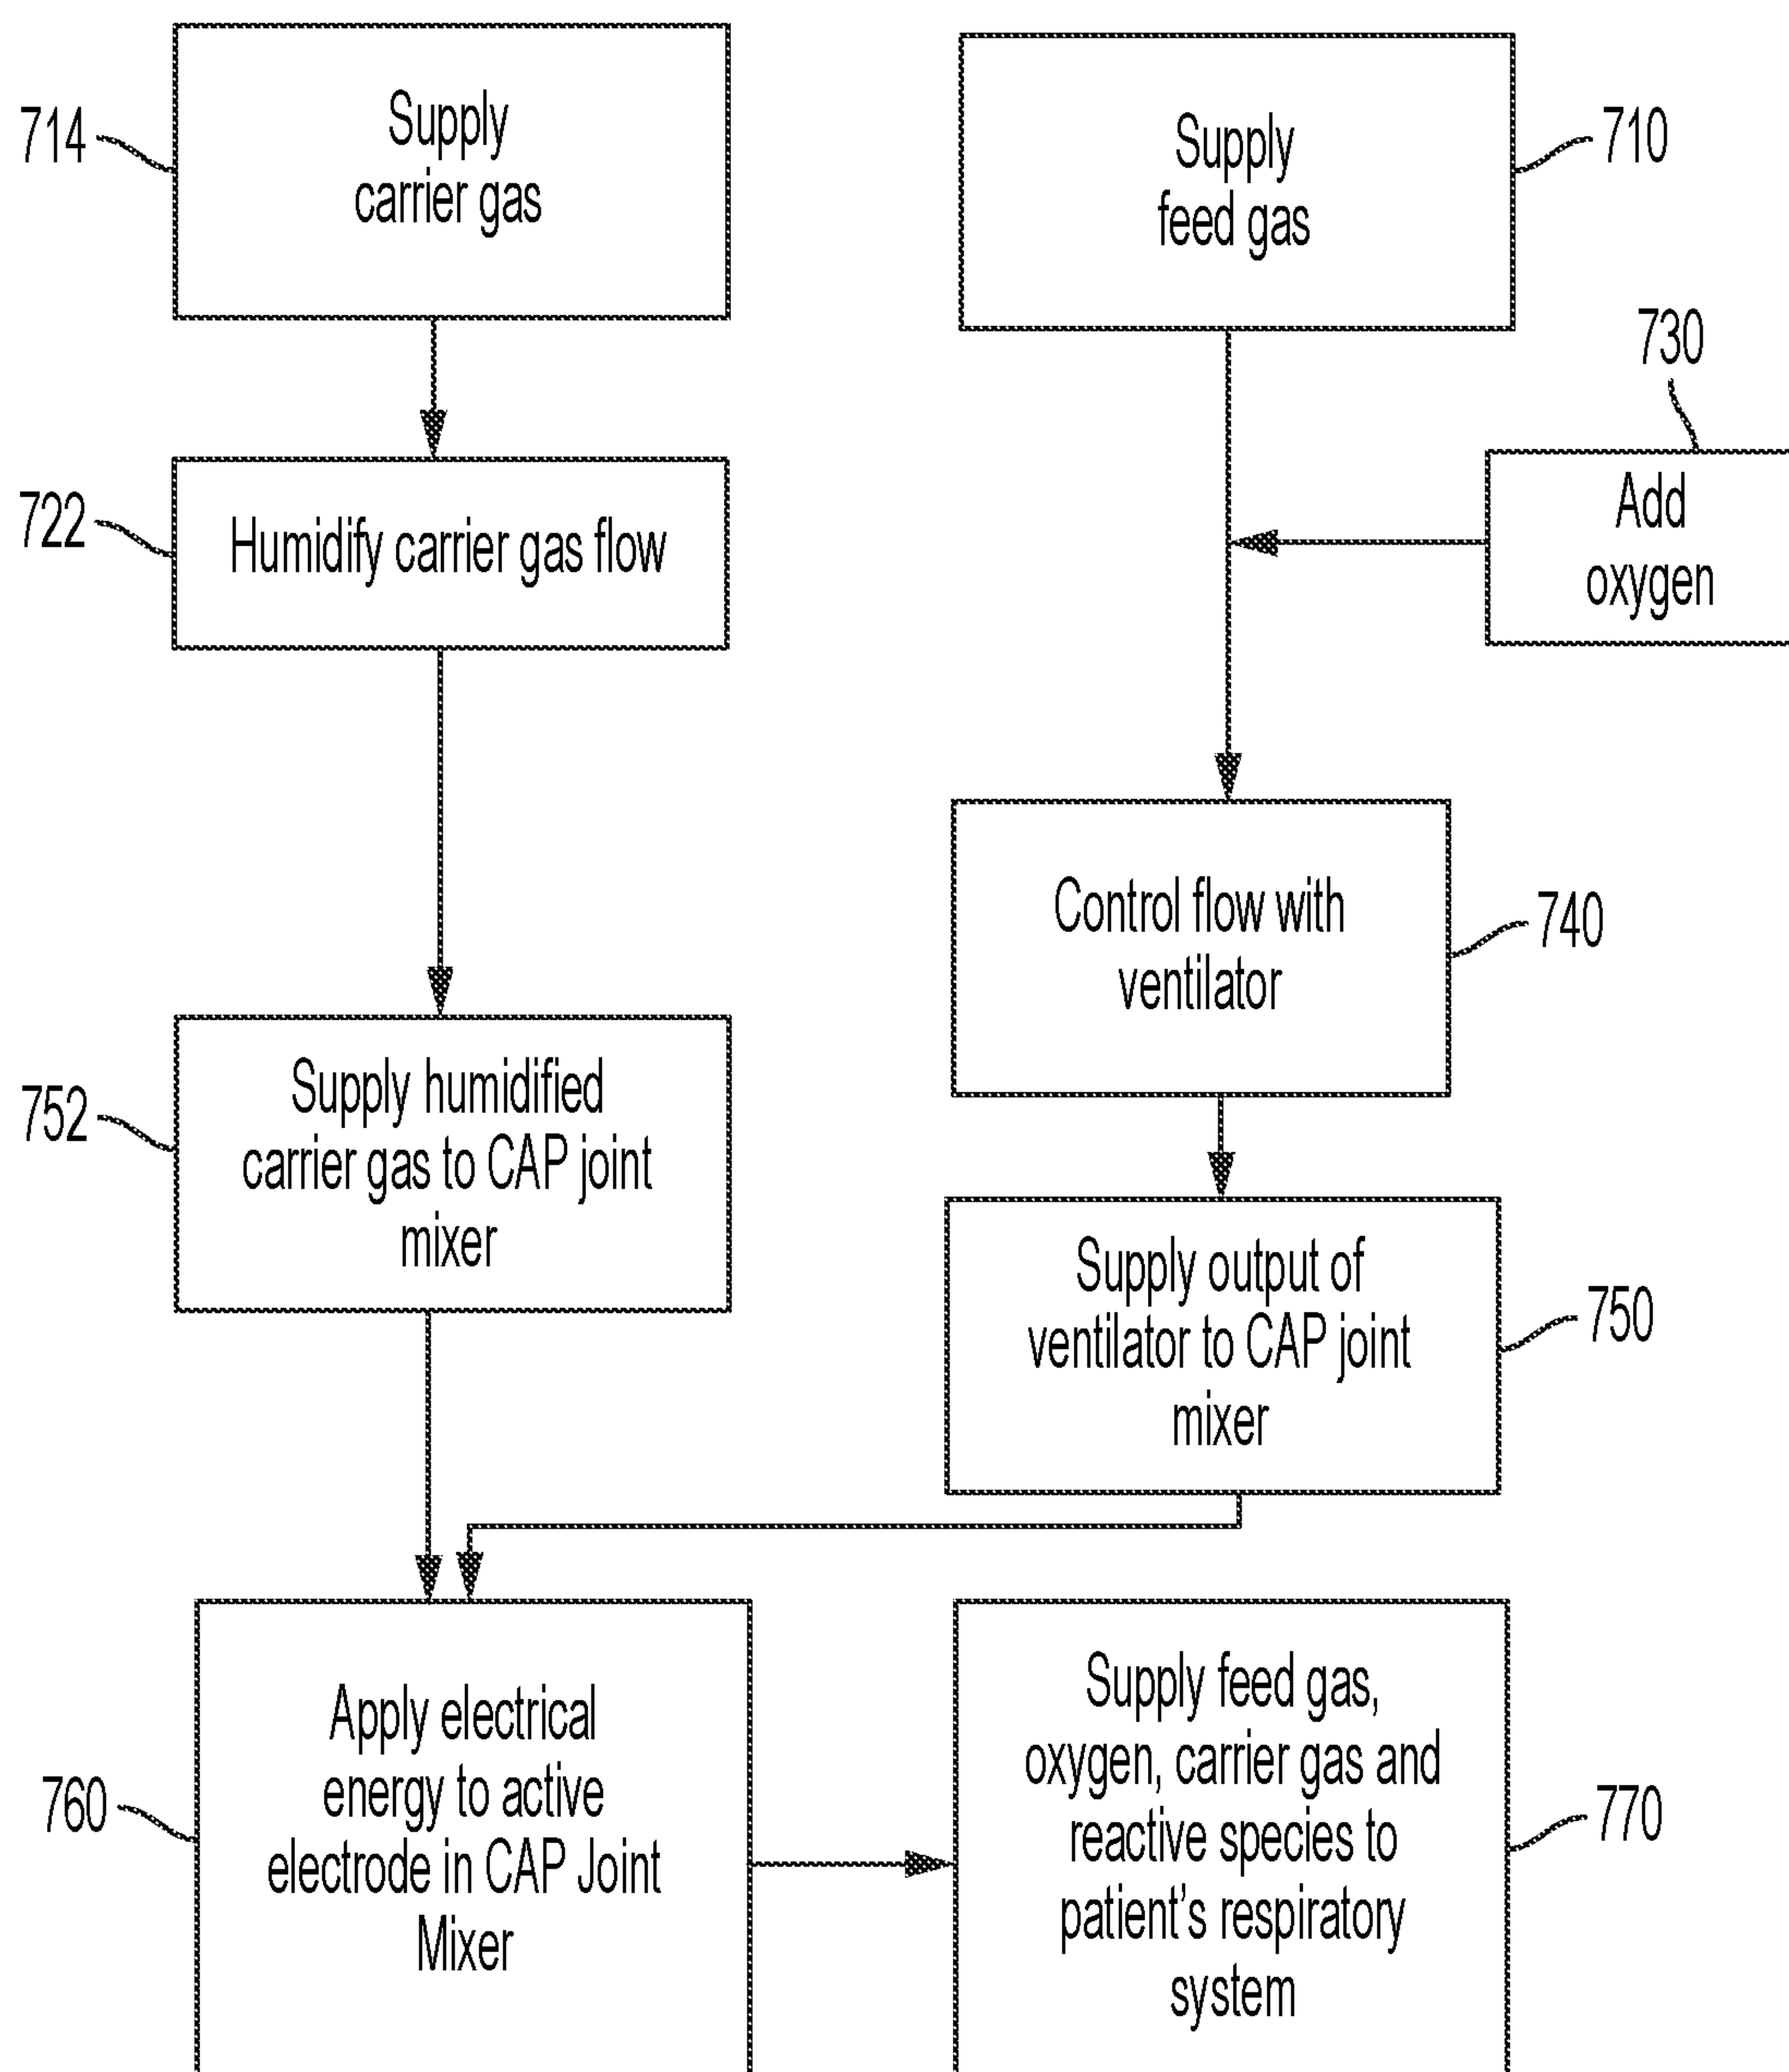 714
Supply
carrier gas
Supply
feed gas
710
730
Add
oxygen
722
Humidify carrier gas flow
Control flow with
ventilator
740
752
Supply humidified
carrier gas to CAP joint
mixer
Supply output of
ventilator to CAP joint
mixer
750
760
Apply electrical
energy to active
electrode in CAP Joint
Mixer
Supply feed gas,
oxygen, carrier gas and
reactive species to
patient's respiratory
system
770